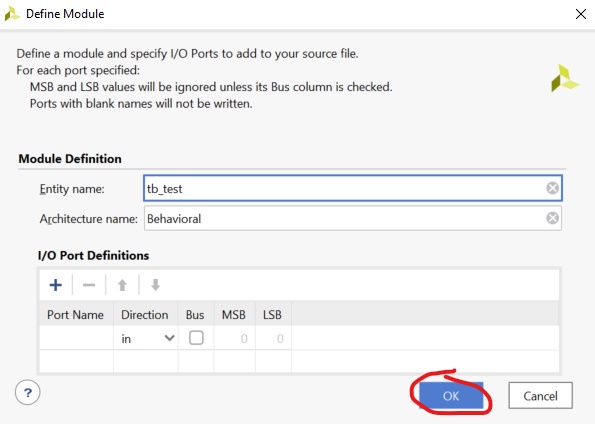 Define Module
Define a module and specify I/O Ports to add to your source file.
For each port specified:
MSB and LSB values will be ignored unless its Bus column is checked.
Ports with blank names will not be written.
Module Definition
Entity name: tb_test
Architecture name: Behavioral
I/O Port Definitions
Port Name Direction Bus MSB LSB
in 0 0
? OK Cancel